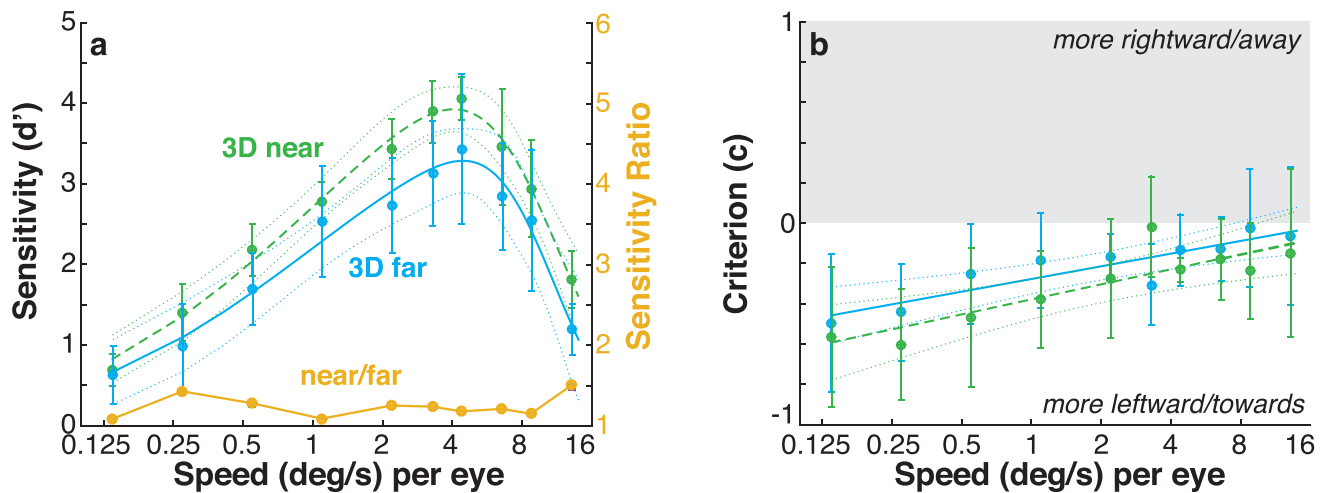 a
5
4
3
2
1
0
Sensitivity (d’)
3D near
3D far
near/far
6
5
4
3
2
1
Sensitivity Ratio
0.125 0.25 0.5 1 2 4 8 16
Speed (deg/s) per eye
b
1
0
-1
Criterion (c)
more rightward/away
more leftward/towards
0.125 0.25 0.5 1 2 4 8 16
Speed (deg/s) per eye